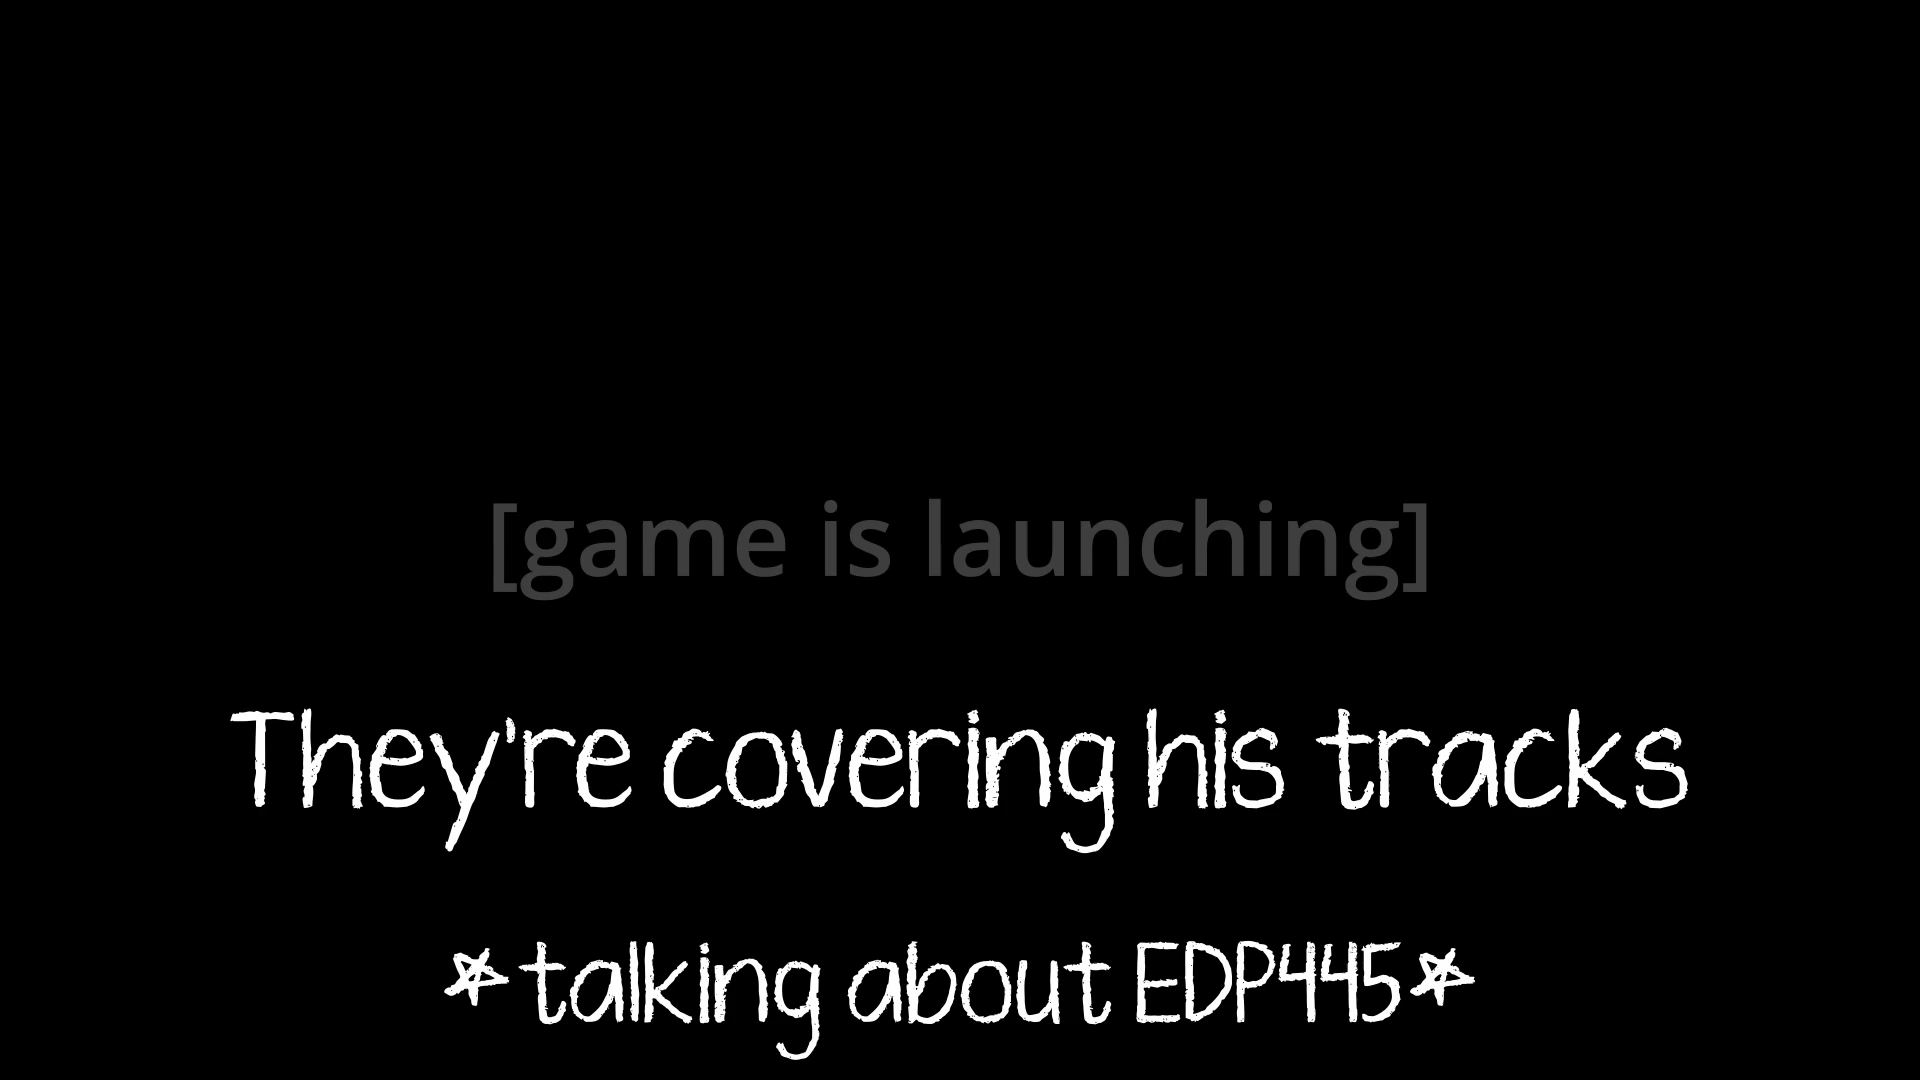 [game is launching]
They're covering his tracks
*talking about EDP445*